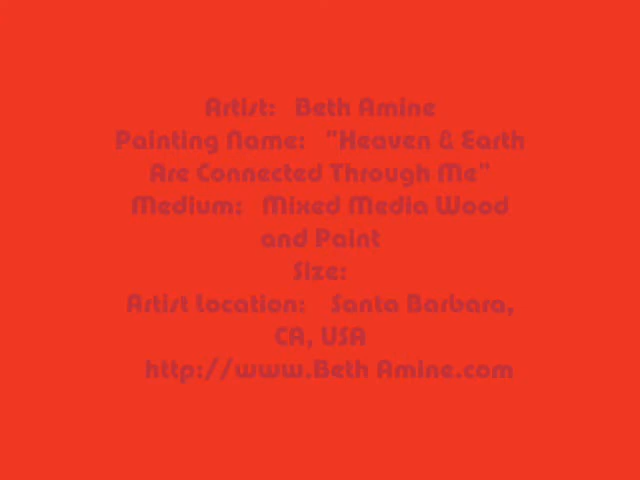 Artist: Beth Amine
Painting Name: "Heaven & Earth
Are Connected Through Me"
Medium: Mixed Media Wood
and Paint
Size:
Artist Location: Santa Barbara,
CA, USA
http://www.Beth Amine.com